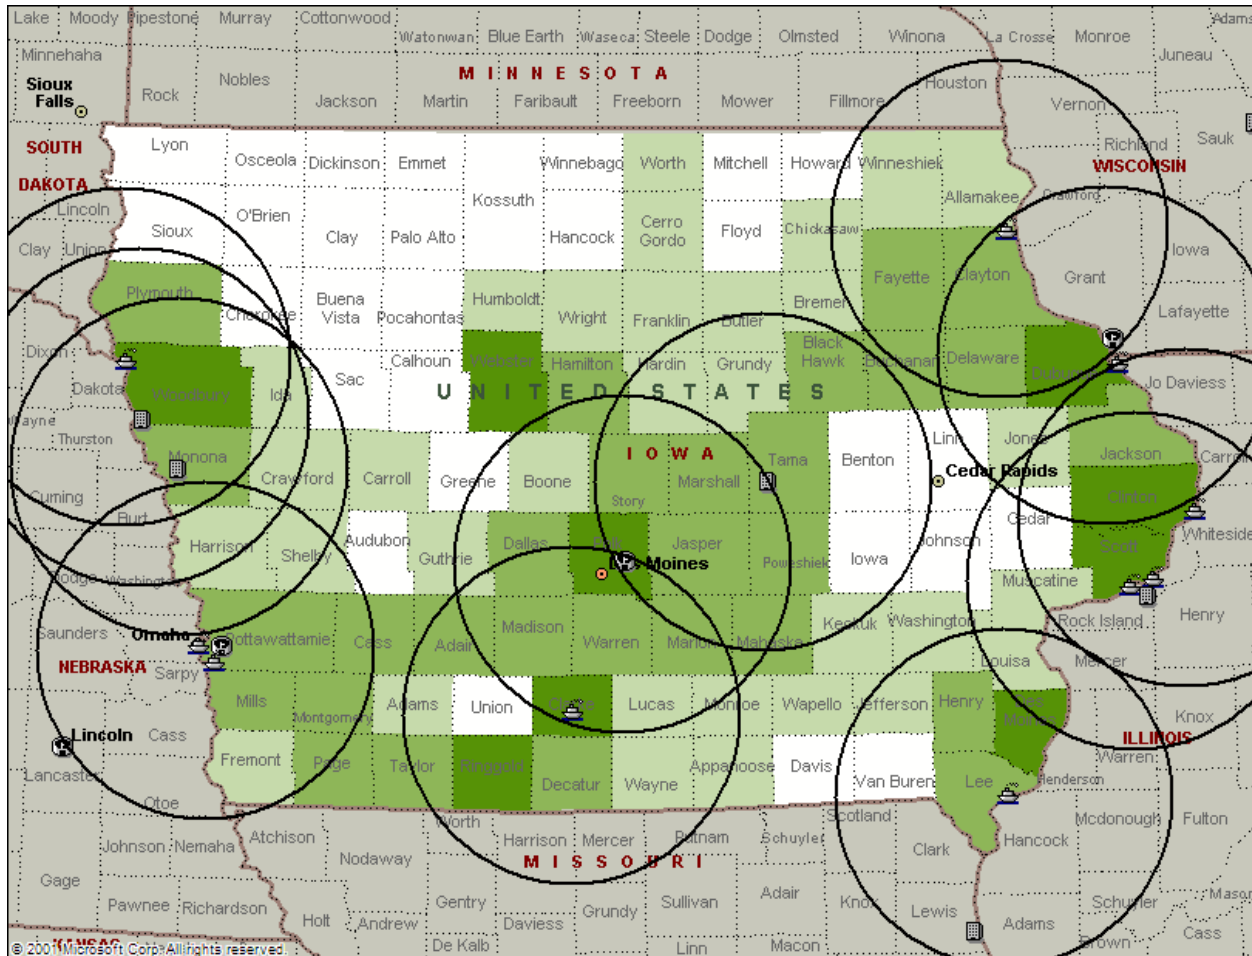 Lake Moody Pipestone Murray Cottonwood Adams
Watonwan Blue Earth Waseca Steele Dodge Olmsted Winona La Crosse Monroe
Minnehaha Juneau
MINNESOTA
Sioux Falls Rock Nobles Jackson Martin Faribault Freeborn Mower Fillmore Houston Vernon
Richland Sauk
SOUTH DAKOTA
WISCONSIN
Lyon Osceola Dickinson Emmet Winnebago Worth Mitchell Howard Winneshiek Allamakee Crawford
Lincoln Sioux O'Brien Clay Palo Alto Kossuth Hancock Cerro Gordo Floyd Chickasaw
Clay Union Iowa
Plymouth Cherokee Buena Vista Pocahontas Humboldt Wright Franklin Butler Bremer Fayette Clayton Grant Lafayette
Dixon Dakota Woodbury Ida Sac Calhoun Webster Hamilton Hardin Grundy Black Hawk Buchanan Delaware Dubuque Jo Daviess
UNITED STATES
Wayne Thurston
IOWA
Monona Crawford Carroll Greene Boone Story Marshall Tama Benton Linn Jones Jackson Carroll
Cedar Rapids
Cuming Burt Clinton
Harrison Shelby Audubon Guthrie Dallas Polk Jasper Poweshiek Iowa Johnson Cedar Scott Whiteside
Des Moines
Dodge Washington Muscatine
Saunders Omaha Pottawattamie Cass Adair Madison Warren Marion Mahaska Keokuk Washington Rock Island Henry
NEBRASKA
Sarpy Louisa Mercer
Mills Montgomery Adams Union Clarke Lucas Monroe Wapello Jefferson Henry Des Moines Knox
Lincoln Cass ILLINOIS
Lancaster Fremont Page Taylor Ringgold Decatur Wayne Appanoose Davis Van Buren Lee Henderson Warren
Otoe
Atchison Worth Harrison Mercer Putnam Schuyler Scotland Clark Hancock Mcdonough Fulton
Johnson Nemaha Nodaway
MISSOURI
Gage Pawnee Richardson Holt Andrew Gentry Daviess Grundy Sullivan Adair Knox Lewis Adams Schuyler Mason
De Kalb Linn Macon Brown Cass
KANSAS
© 2001 Microsoft Corp. All rights reserved.